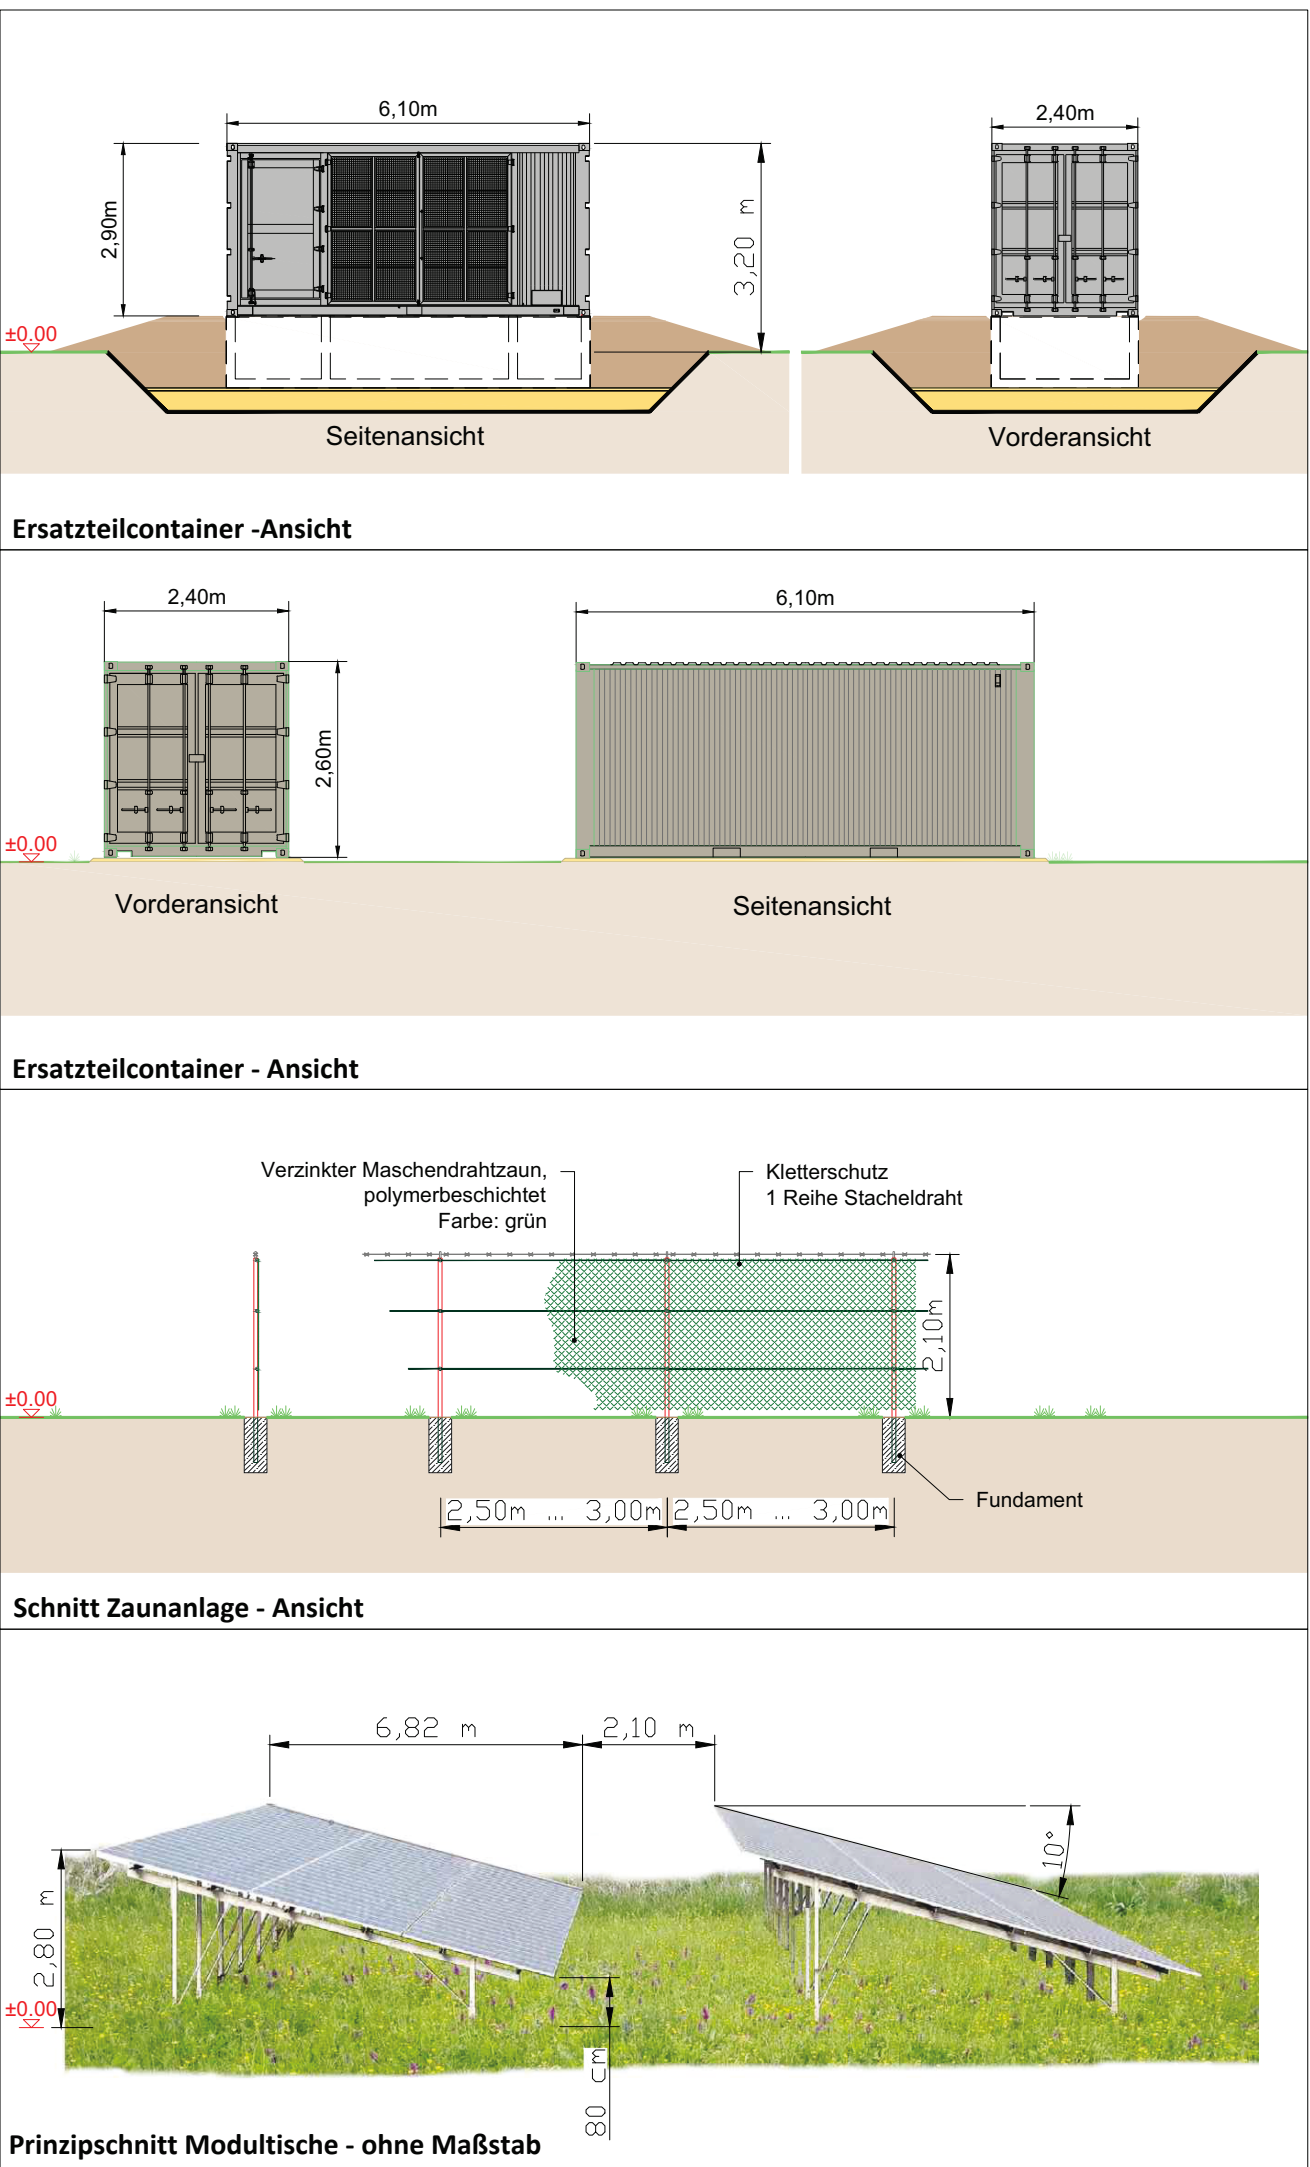 6,10m
2,40m
2,90m
3,20 m
±0.00
Seitenansicht
Vorderansicht
Ersatzteilcontainer -Ansicht
2,40m
6,10m
2,60m
±0.00
Vorderansicht
Seitenansicht
Ersatzteilcontainer - Ansicht
Verzinkter Maschendrahtzaun,
polymerbeschichtet
Farbe: grün
Kletterschutz
1 Reihe Stacheldraht
2,10m
±0.00
2,50m ... 3,00m
2,50m ... 3,00m
Fundament
Schnitt Zaunanlage - Ansicht
6,82 m
2,10 m
10°
2,80 m
±0.00
80 cm
Prinzipschnitt Modultische - ohne Maßstab